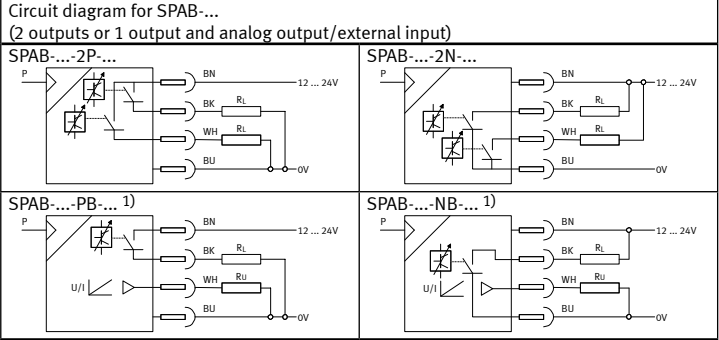 Circuit diagram for SPAB-...
(2 outputs or 1 output and analog output/external input)
SPAB-...-2P-...
P
BN
12 ... 24V
BK
RL
WH
RL
BU
0V
SPAB-...-2N-...
P
BN
12 ... 24V
BK
RL
WH
RL
BU
0V
SPAB-...-PB-... 1)
P
BN
12 ... 24V
BK
RL
U/I
WH
RU
BU
0V
SPAB-...-NB-... 1)
P
BN
12 ... 24V
BK
RL
U/I
WH
RU
BU
0V